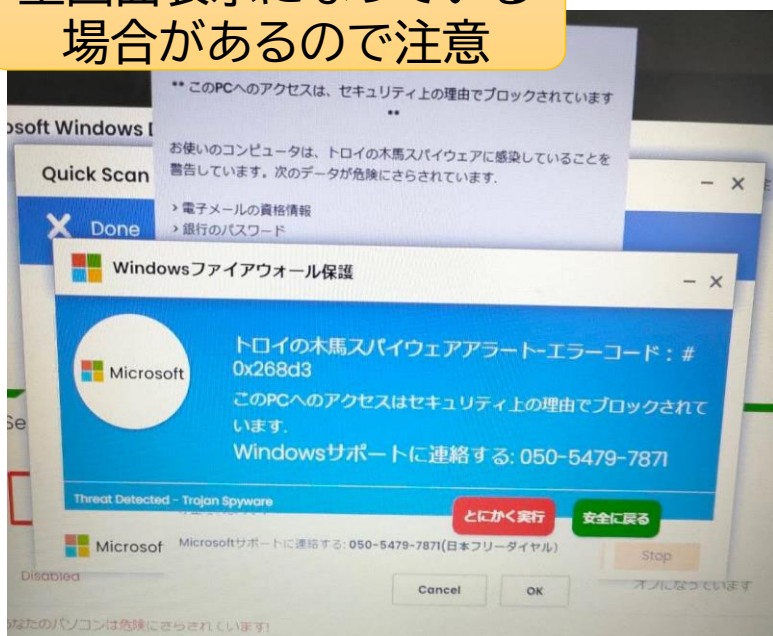 場合があるので注意
** このPCへのアクセスは、セキュリティ上の理由でブロックされています
**
お使いのコンピュータは、トロイの木馬スパイウェアに感染していることを
警告しています。次のデータが危険にさらされています.
> 電子メールの資格情報
> 銀行のパスワード
osoft Windows
Quick Scan
Done
Windowsファイアウォール保護
Microsoft
トロイの木馬スパイウェアアラート-エラーコード：#
0x268d3
このPCへのアクセスはセキュリティ上の理由でブロックされて
います.
Windowsサポートに連絡する: 050-5479-7871
Threat Detected - Trojan Spyware
とにかく実行
安全に戻る
Microsof
Microsoftサポートに連絡する: 050-5479-7871(日本フリーダイヤル)
Stop
Disabled
Cancel
OK
オフになっています
なたのパソコンは危険にさらされています!